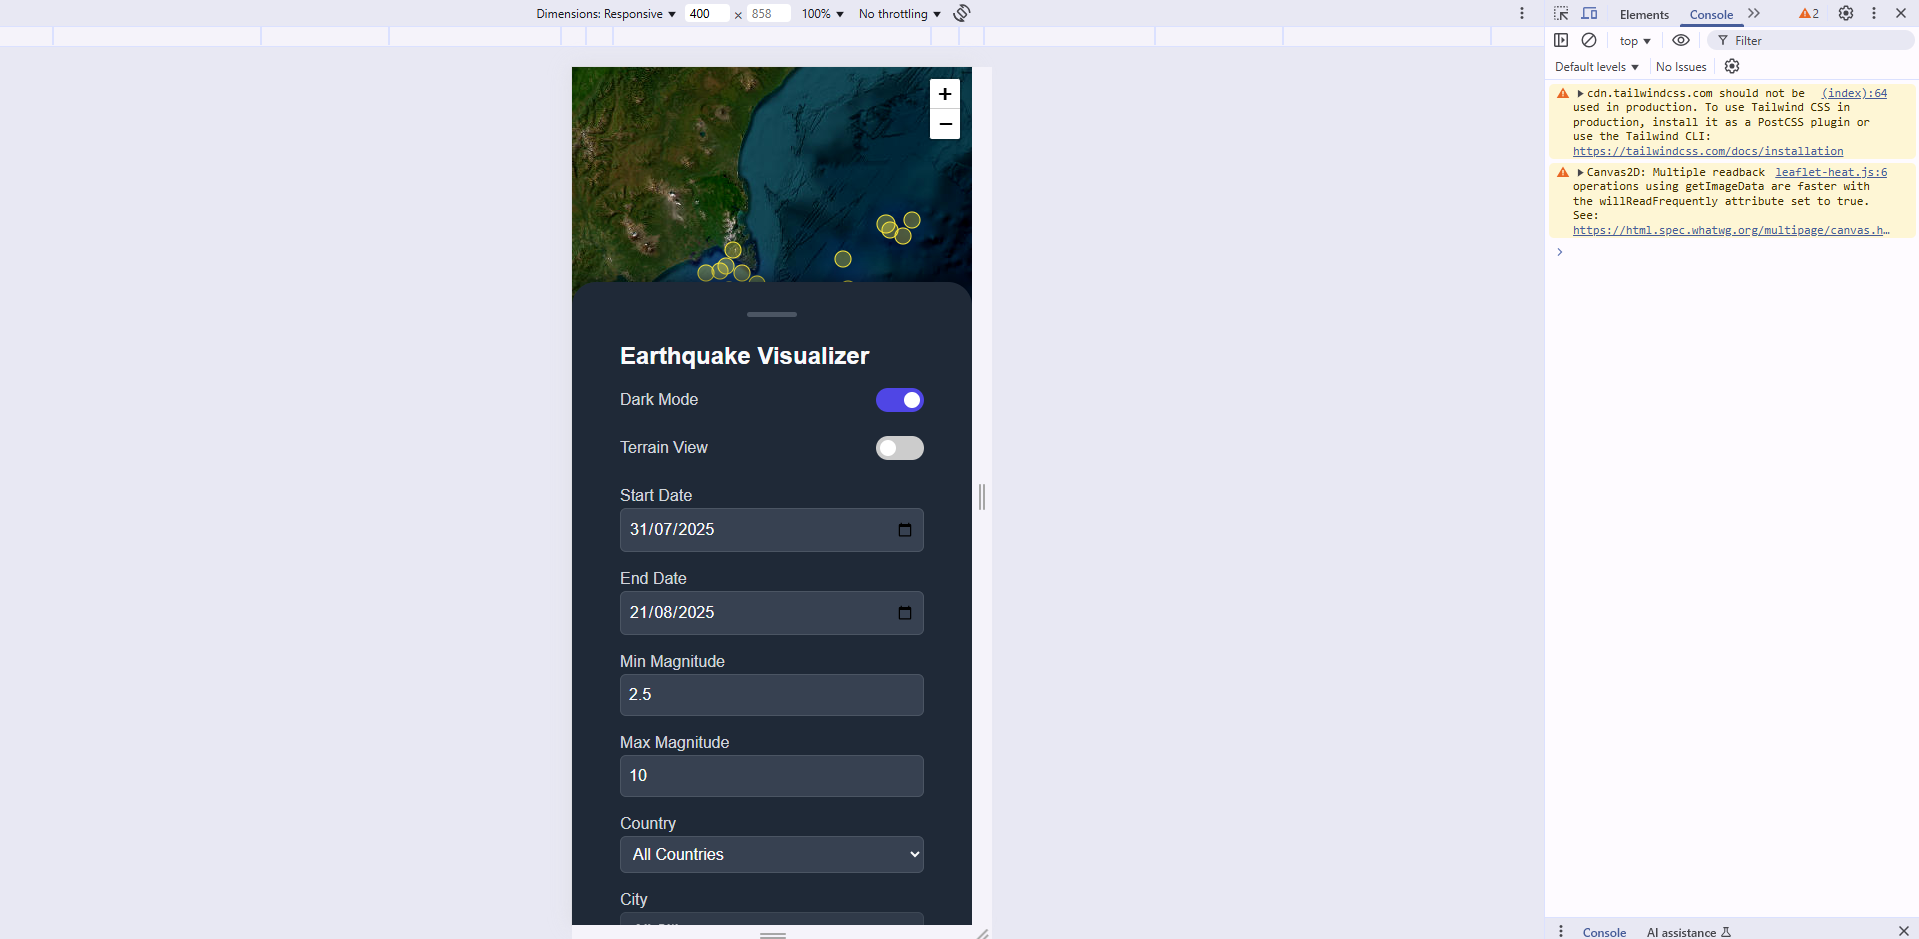 Dimensions: Responsive 400 × 858 100% No throttling
Elements Console 2
top Filter
Default levels No Issues
cdn.tailwindcss.com should not be (index):64
used in production. To use Tailwind CSS in
production, install it as a PostCSS plugin or
use the Tailwind CLI:
https://tailwindcss.com/docs/installation
Canvas2D: Multiple readback leaflet-heat.js:6
operations using getImageData are faster with
the willReadFrequently attribute set to true.
See:
https://html.spec.whatwg.org/multipage/canvas.h…
+
−
Earthquake Visualizer
Dark Mode
Terrain View
Start Date
31/07/2025
End Date
21/08/2025
Min Magnitude
2.5
Max Magnitude
10
Country
All Countries
City
Console AI assistance